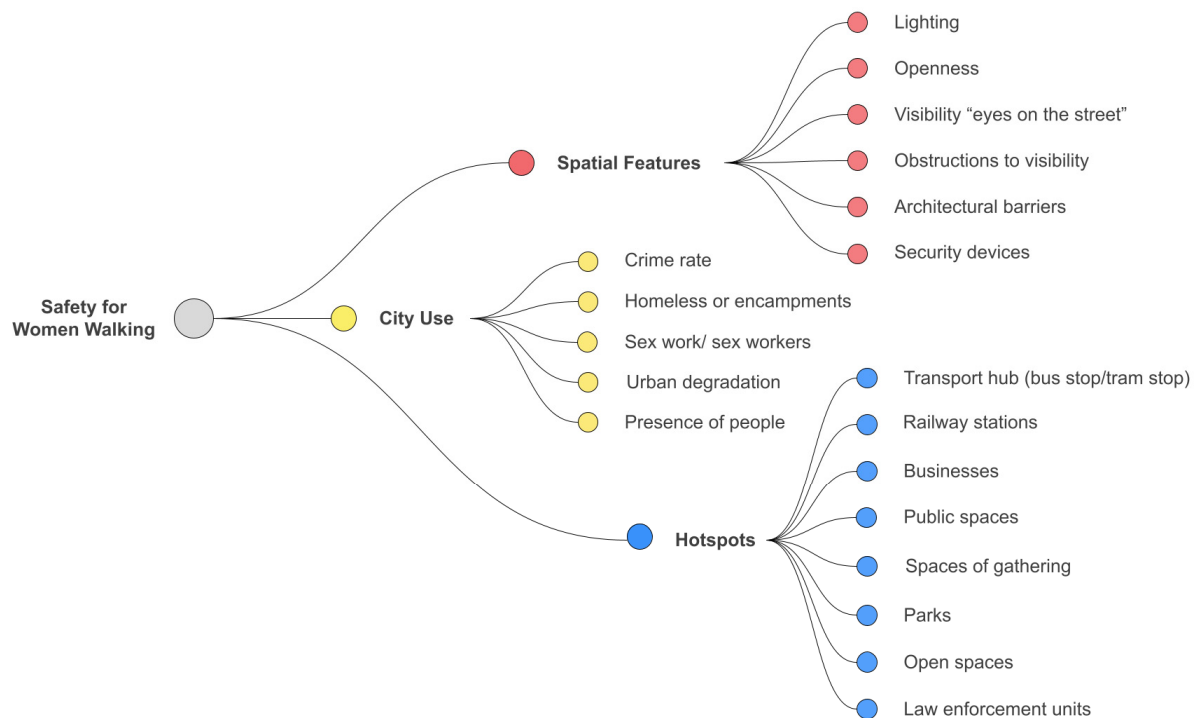 Safety for
Women Walking
Spatial Features
Lighting
Openness
Visibility “eyes on the street”
Obstructions to visibility
Architectural barriers
Security devices
City Use
Crime rate
Homeless or encampments
Sex work/ sex workers
Urban degradation
Presence of people
Hotspots
Transport hub (bus stop/tram stop)
Railway stations
Businesses
Public spaces
Spaces of gathering
Parks
Open spaces
Law enforcement units